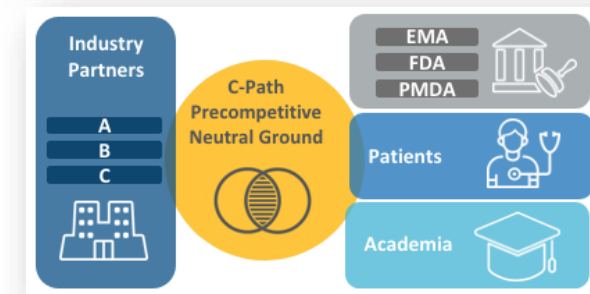 Industry
Partners
A
B
C
C-Path
Precompetitive
Neutral Ground
EMA
FDA
PMDA
Patients
Academia